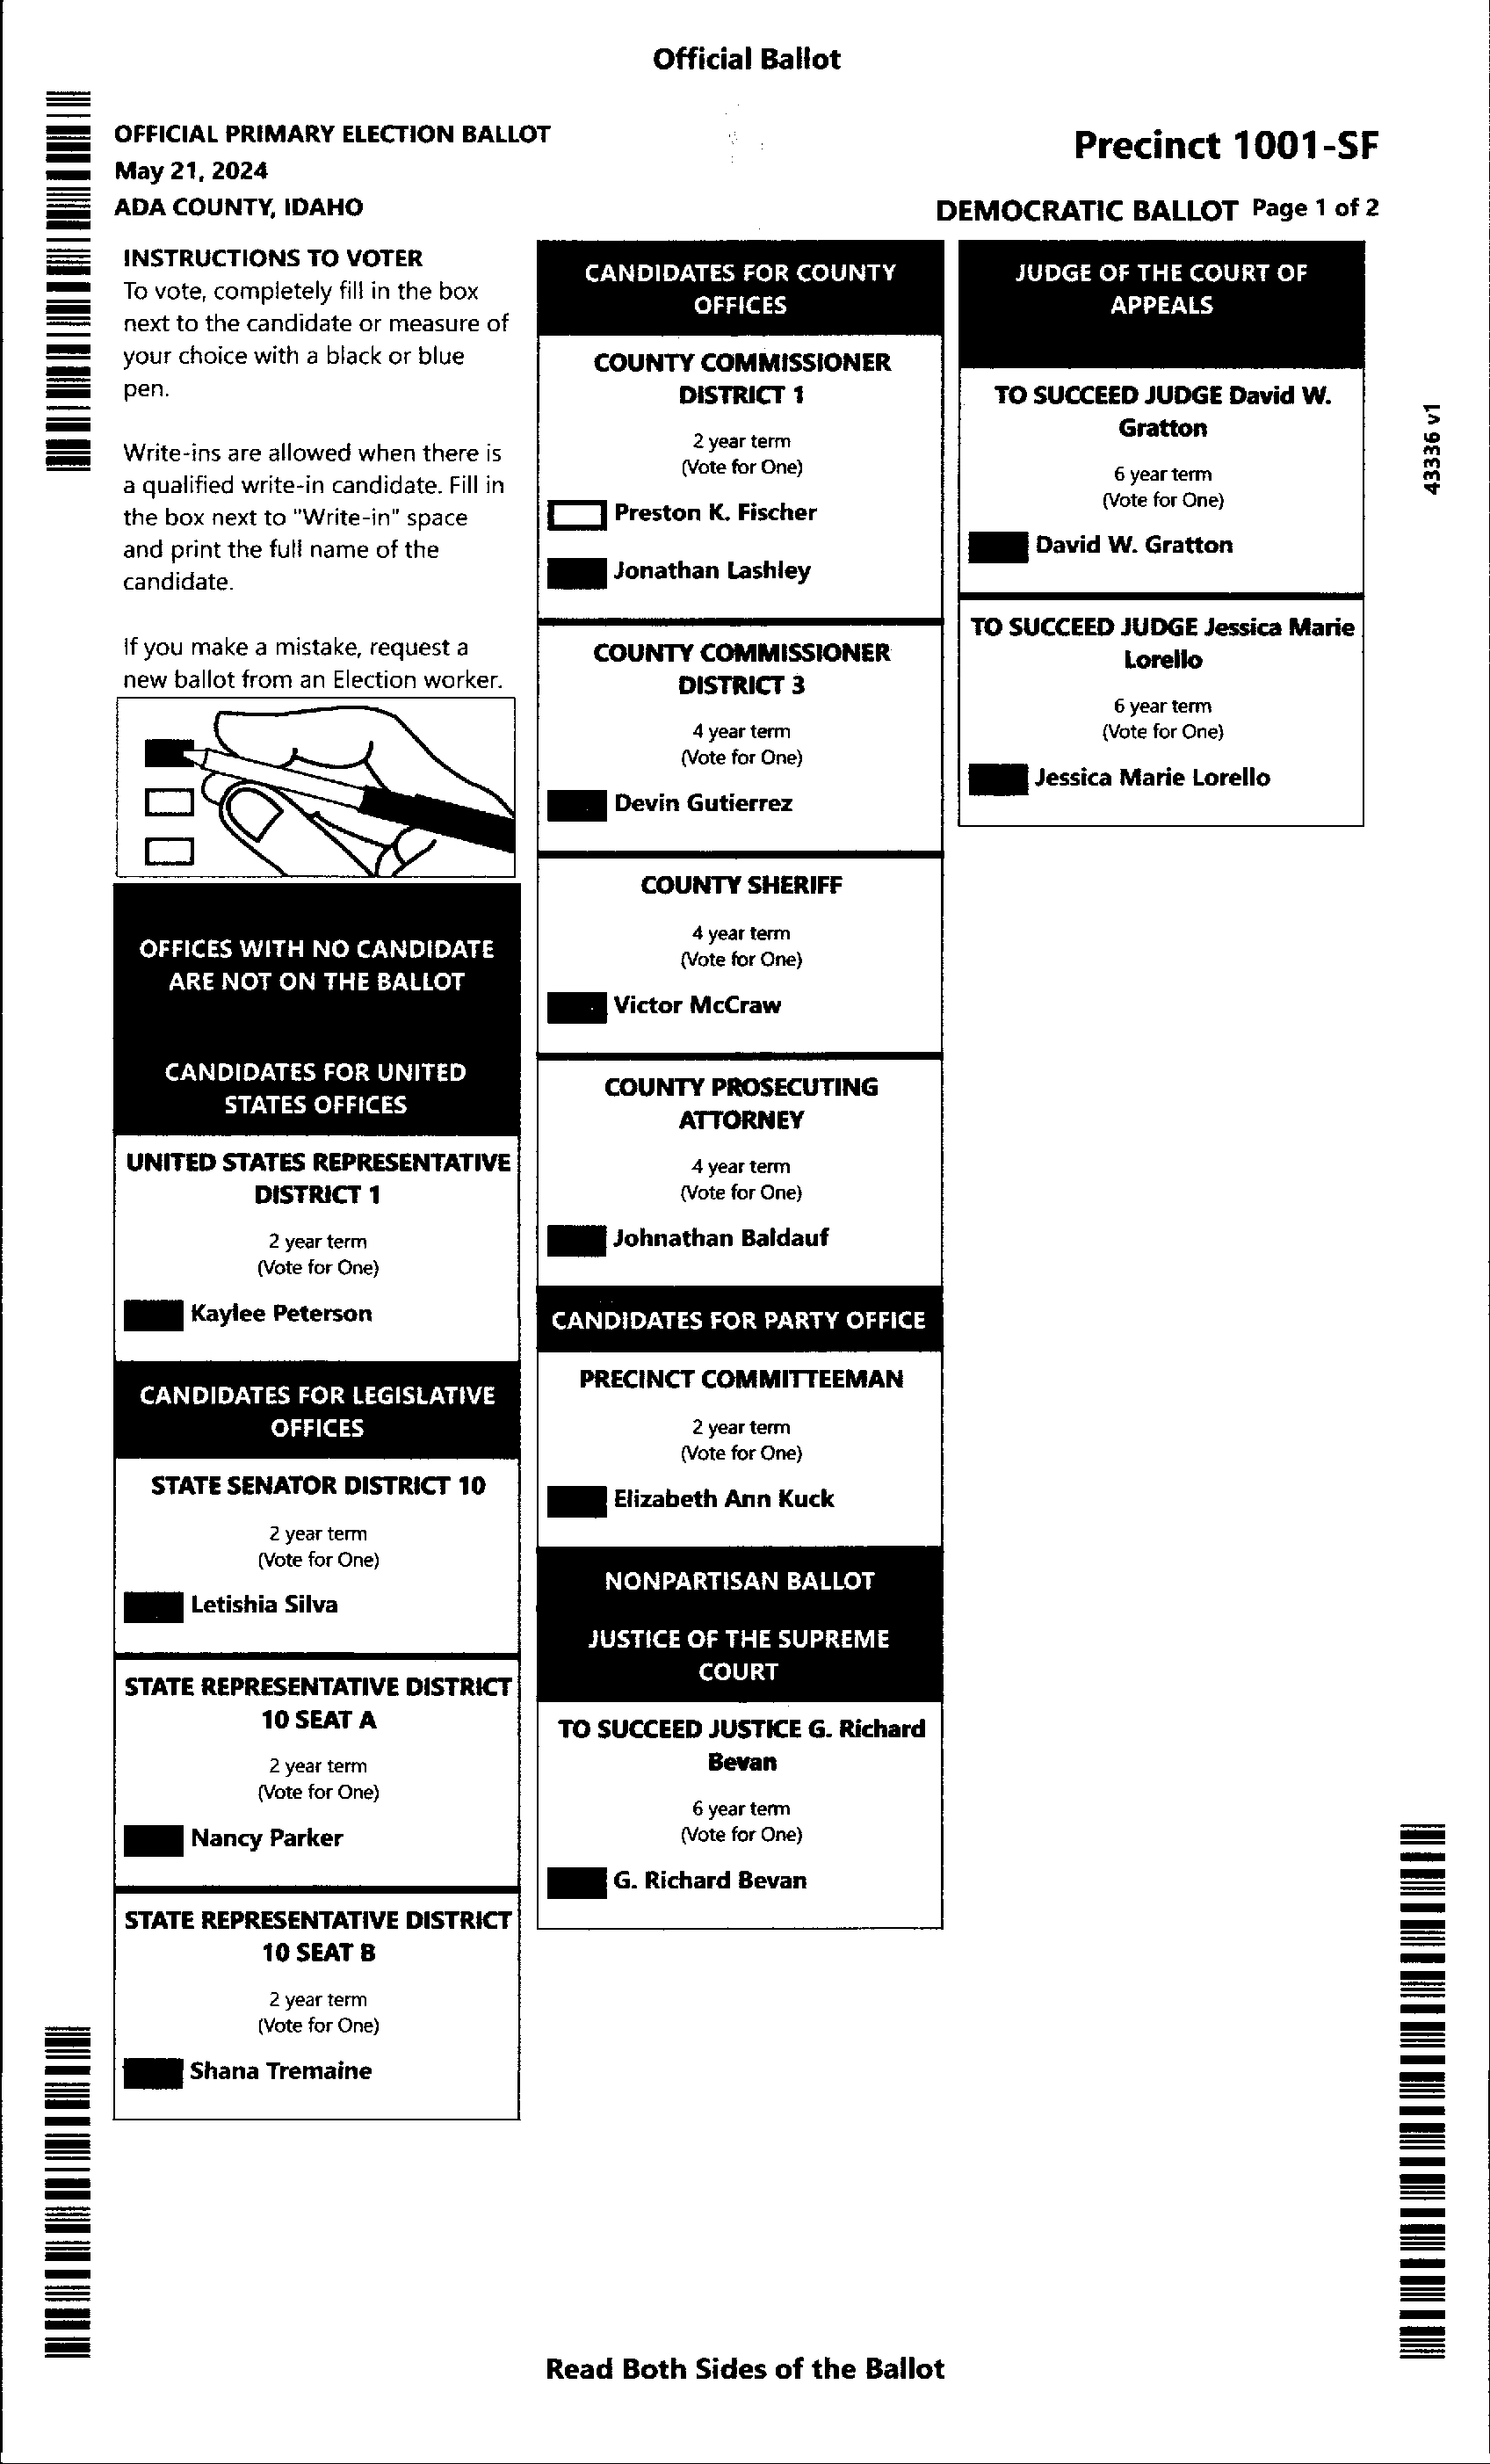 Official Ballot
OFFICIAL PRIMARY ELECTION BALLOT
May 21, 2024
ADA COUNTY, IDAHO
Precinct 1001-SF
DEMOCRATIC BALLOT Page 1 of 2
INSTRUCTIONS TO VOTER
To vote, completely fill in the box
next to the candidate or measure of
your choice with a black or blue
pen.
Write-ins are allowed when there is
a qualified write-in candidate. Fill in
the box next to "Write-in" space
and print the full name of the
candidate.
If you make a mistake, request a
new ballot from an Election worker.
OFFICES WITH NO CANDIDATE
ARE NOT ON THE BALLOT
CANDIDATES FOR UNITED
STATES OFFICES
UNITED STATES REPRESENTATIVE
DISTRICT 1
2 year term
(Vote for One)
Kaylee Peterson
CANDIDATES FOR LEGISLATIVE
OFFICES
STATE SENATOR DISTRICT 10
2 year term
(Vote for One)
Letishia Silva
STATE REPRESENTATIVE DISTRICT
10 SEAT A
2 year term
(Vote for One)
Nancy Parker
STATE REPRESENTATIVE DISTRICT
10 SEAT B
2 year term
(Vote for One)
Shana Tremaine
CANDIDATES FOR COUNTY
OFFICES
COUNTY COMMISSIONER
DISTRICT 1
2 year term
(Vote for One)
Preston K. Fischer
Jonathan Lashley
COUNTY COMMISSIONER
DISTRICT 3
4 year term
(Vote for One)
Devin Gutierrez
COUNTY SHERIFF
4 year term
(Vote for One)
Victor McCraw
COUNTY PROSECUTING
ATTORNEY
4 year term
(Vote for One)
Johnathan Baldauf
CANDIDATES FOR PARTY OFFICE
PRECINCT COMMITTEEMAN
2 year term
(Vote for One)
Elizabeth Ann Kuck
NONPARTISAN BALLOT
JUSTICE OF THE SUPREME
COURT
TO SUCCEED JUSTICE G. Richard
Bevan
6 year term
(Vote for One)
G. Richard Bevan
JUDGE OF THE COURT OF
APPEALS
TO SUCCEED JUDGE David W.
Gratton
6 year term
(Vote for One)
David W. Gratton
TO SUCCEED JUDGE Jessica Marie
Lorello
6 year term
(Vote for One)
Jessica Marie Lorello
43336 v1
Read Both Sides of the Ballot